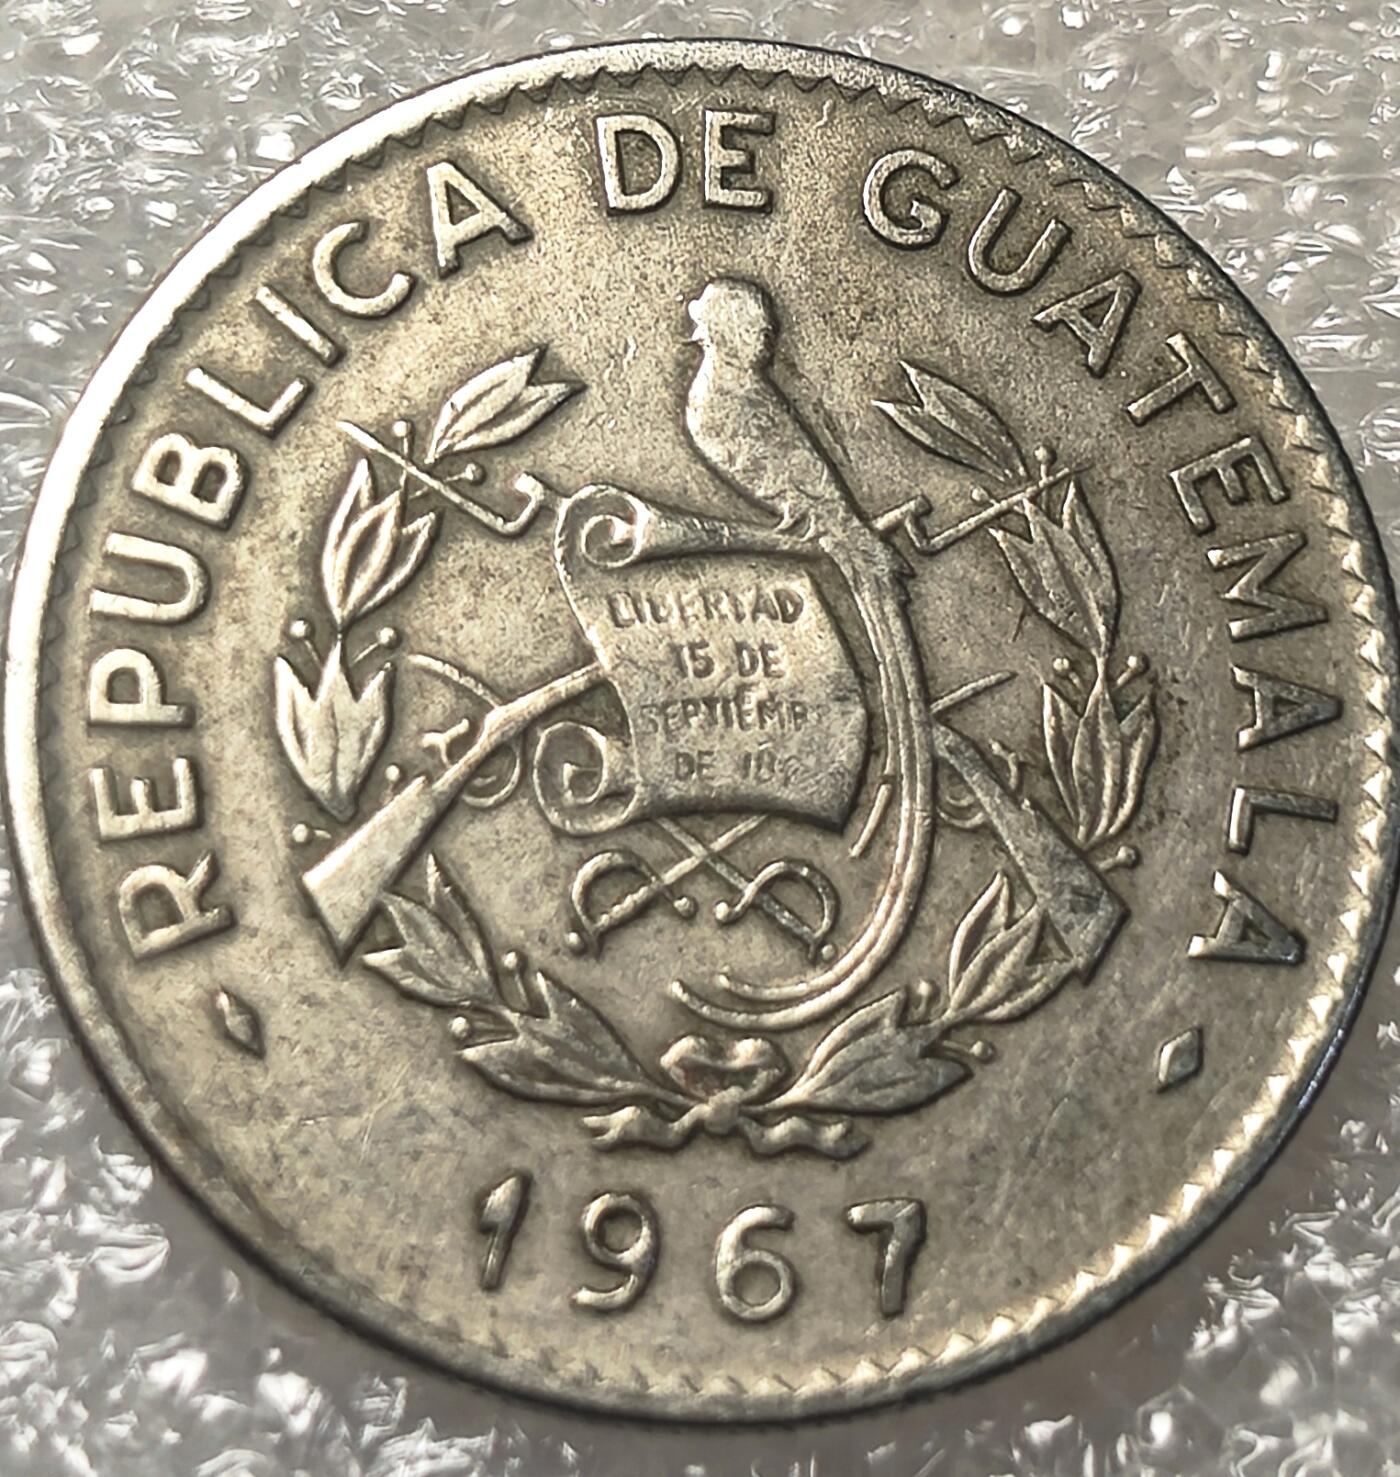 REPUBLICA DE GUATEMALA
LIBERTAD
15 DE
SEPTIEMB
DE 18
1967